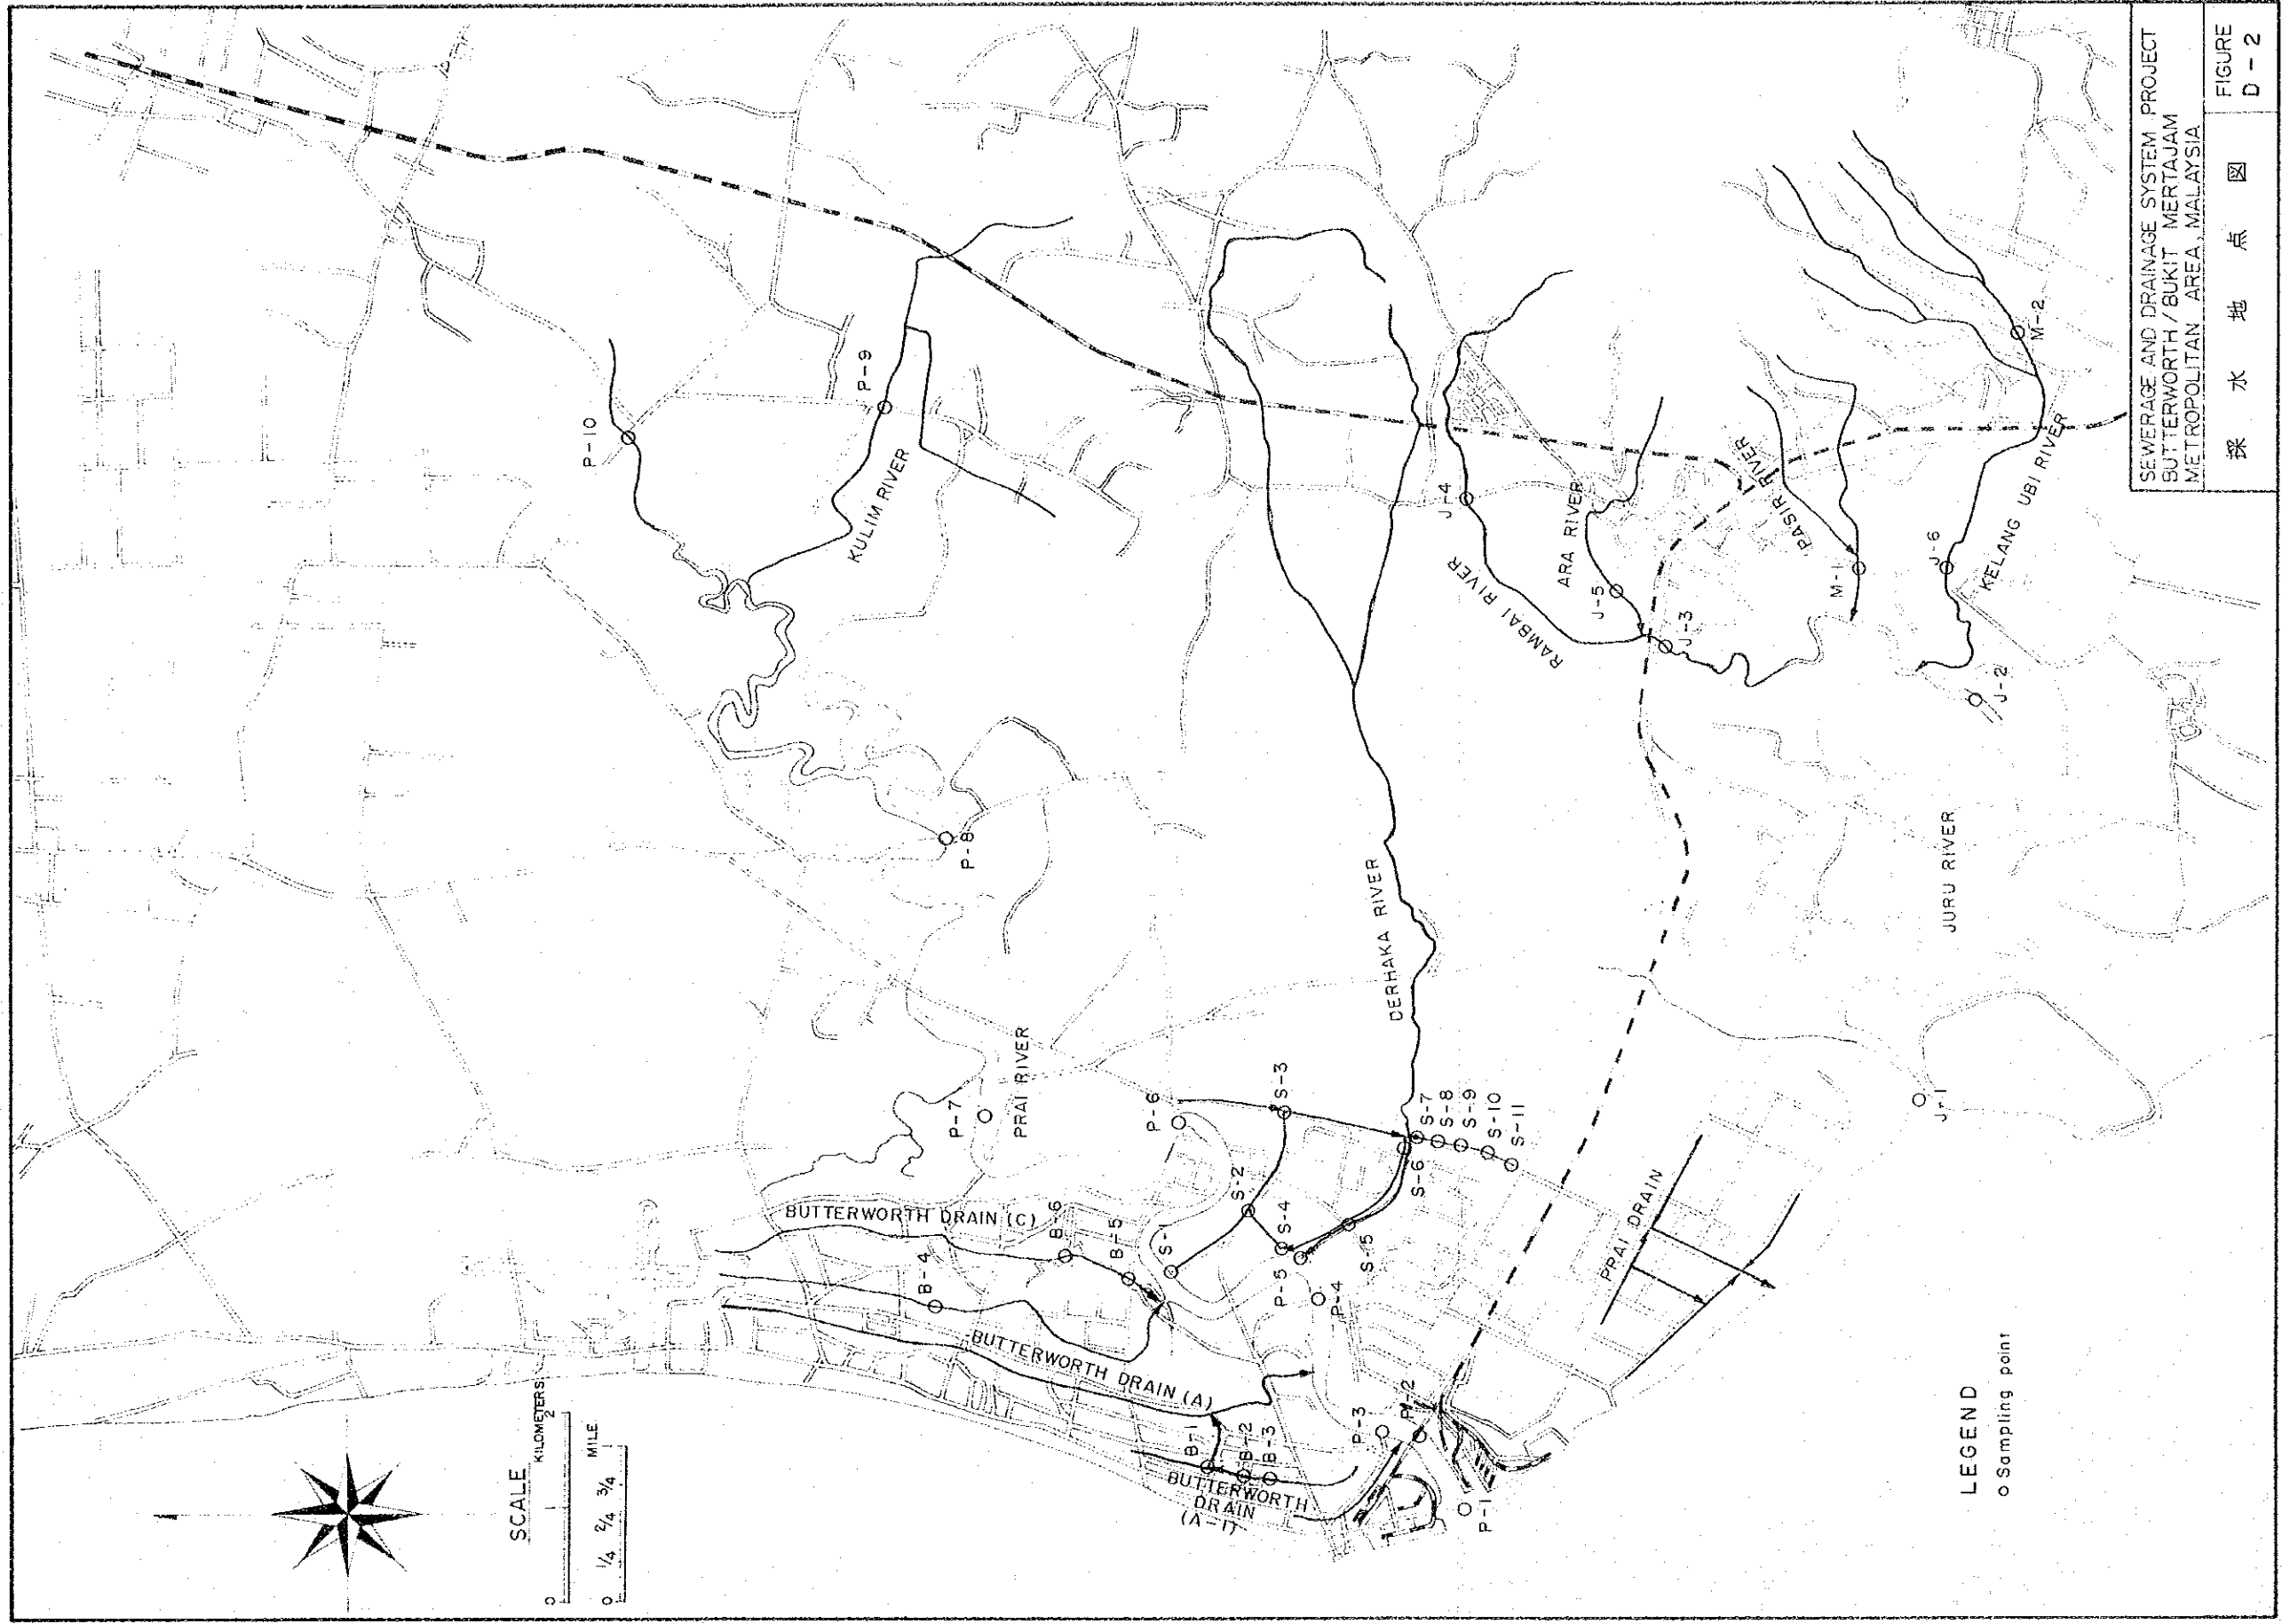 SEWERAGE AND DRAINAGE SYSTEM PROJECT
BUTTERWORTH / BUKIT MERTAJAM
METROPOLITAN AREA, MALAYSIA
採 水 地 点 図
FIGURE
D - 2
SCALE
KILOMETERS
0 2
MILE
0 1/4 2/4 3/4
LEGEND
o Sampling point
P-10
P-9
KULIM RIVER
P-8
P-7
PRAI RIVER
P-6
S-3
S-2
S-1
S-4
S-5
S-6
S-7
S-8
S-9
S-10
S-11
P-5
P-4
P-3
P-2
P-1
BUTTERWORTH DRAIN (C)
B-6
B-5
B-4
BUTTERWORTH DRAIN (A)
B-1
B-2
B-3
BUTTERWORTH
DRAIN
(A-1)
DERHAKA RIVER
PRAI DRAIN
JURU RIVER
J-1
J-2
J-3
J-4
J-5
J-6
RAMBAI RIVER
ARA RIVER
PASIR RIVER
M-1
M-2
KELANG UBI RIVER